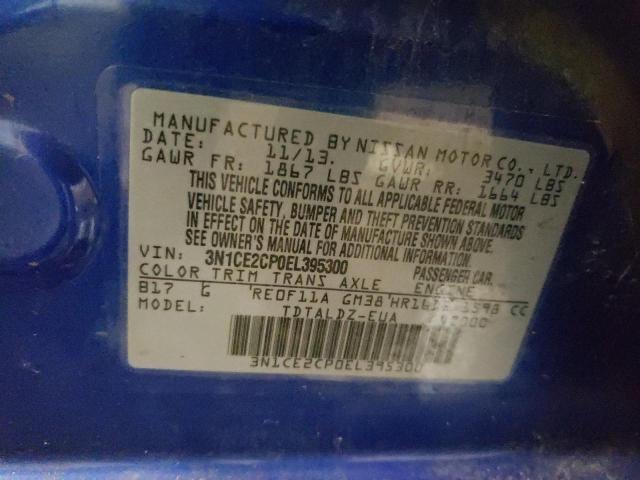 MANUFACTURED BY NISSAN MOTOR CO., LTD.
DATE: 11/13. GVWR: 3470 LBS
GAWR FR: 1867 LBS GAWR RR: 1664 LBS
THIS VEHICLE CONFORMS TO ALL APPLICABLE FEDERAL MOTOR
VEHICLE SAFETY, BUMPER AND THEFT PREVENTION STANDARDS
IN EFFECT ON THE DATE OF MANUFACTURE SHOWN ABOVE.
SEE OWNER'S MANUAL FOR ADDITIONAL INFORMATION.
VIN: 3N1CE2CP0EL395300 PASSENGER CAR.
COLOR TRIM TRANS AXLE ENGINE
B17 G RE0F11A GM38 CC
MODEL: TDTALDZ-EUA
3N1CE2CP0EL395300